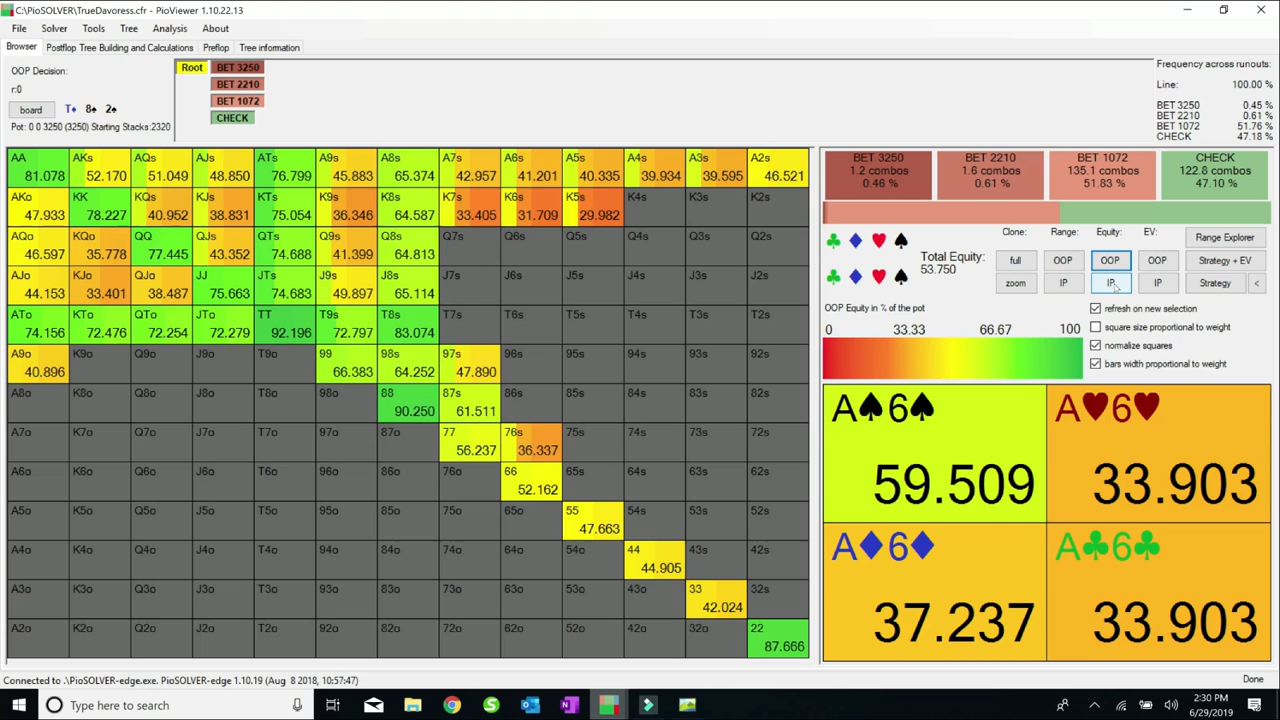 C:\PioSOLVER\TrueDavoress.cfr - PioViewer 1.10.22.13
File Solver Tools Tree Analysis About
Browser Postflop Tree Building and Calculations Preflop Tree information
OOP Decision:
r:0
board T♦ 8♠ 2♠
Pot: 0 0 3250 (3250) Starting Stacks:2320
Root BET 3250
BET 2210
BET 1072
CHECK
Frequency across runouts:
Line: 100.00 %
BET 3250 0.45 %
BET 2210 0.61 %
BET 1072 51.76 %
CHECK 47.18 %
AA AKs AQs AJs ATs A9s A8s A7s A6s A5s A4s A3s A2s
81.078 52.170 51.049 48.850 76.799 45.883 65.374 42.957 41.201 40.335 39.934 39.595 46.521
AKo KK KQs KJs KTs K9s K8s K7s K6s K5s K4s K3s K2s
47.933 78.227 40.952 38.831 75.054 36.346 64.587 33.405 31.709 29.982
AQo KQo QQ QJs QTs Q9s Q8s Q7s Q6s Q5s Q4s Q3s Q2s
46.597 35.778 77.445 43.352 74.688 41.399 64.813
AJo KJo QJo JJ JTs J9s J8s J7s J6s J5s J4s J3s J2s
44.153 33.401 38.487 75.663 74.683 49.897 65.114
ATo KTo QTo JTo TT T9s T8s T7s T6s T5s T4s T3s T2s
74.156 72.476 72.254 72.279 92.196 72.797 83.074
A9o K9o Q9o J9o T9o 99 98s 97s 96s 95s 94s 93s 92s
40.896 66.383 64.252 47.890
A8o K8o Q8o J8o T8o 98o 88 87s 86s 85s 84s 83s 82s
90.250 61.511
A7o K7o Q7o J7o T7o 97o 87o 77 76s 75s 74s 73s 72s
56.237 36.337
A6o K6o Q6o J6o T6o 96o 86o 76o 66 65s 64s 63s 62s
52.162
A5o K5o Q5o J5o T5o 95o 85o 75o 65o 55 54s 53s 52s
47.663
A4o K4o Q4o J4o T4o 94o 84o 74o 64o 54o 44 43s 42s
44.905
A3o K3o Q3o J3o T3o 93o 83o 73o 63o 53o 43o 33 32s
42.024
A2o K2o Q2o J2o T2o 92o 82o 72o 62o 52o 42o 32o 22
87.666
BET 3250 BET 2210 BET 1072 CHECK
1.2 combos 1.6 combos 135.1 combos 122.8 combos
0.46 % 0.61 % 51.83 % 47.10 %
Clone: Range: Equity: EV: Range Explorer
♣ ♦ ♥ ♠
♣ ♦ ♥ ♠
Total Equity:
53.750
full OOP OOP OOP Strategy + EV
zoom IP IP IP Strategy <
OOP Equity in % of the pot
0 33.33 66.67 100
refresh on new selection
square size proportional to weight
nomalize squares
bars width proportional to weight
A♠6♠ A♥6♥
59.509 33.903
A♦6♦ A♣6♣
37.237 33.903
Connected to .\PioSOLVER-edge.exe. PioSOLVER-edge 1.10.19 (Aug 8 2018, 10:57:47) Done
Type here to search
2:30 PM
6/29/2019